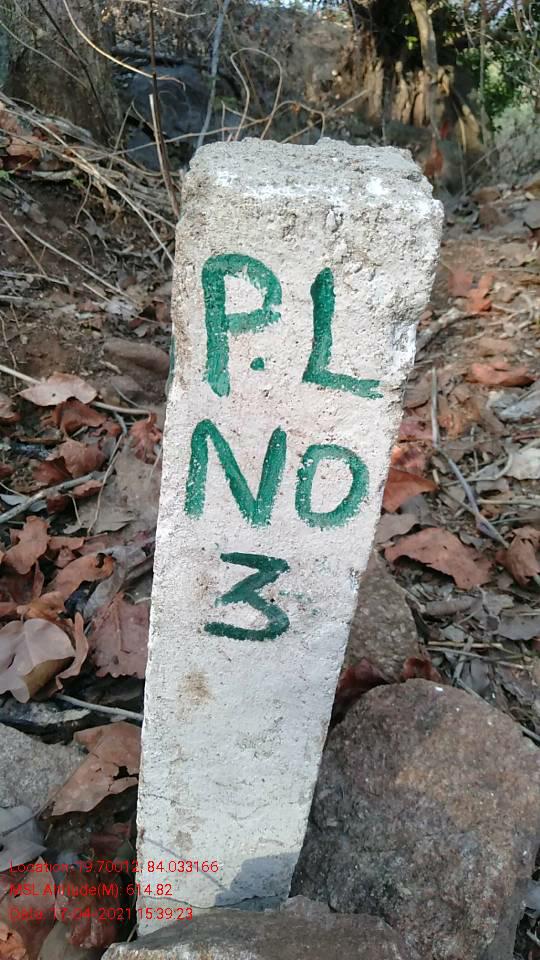 P.L
NO
3
Location: 19.70012, 84.033166
MSL Altitude(M): 614.82
Date: 17-04-2021 15:39:23